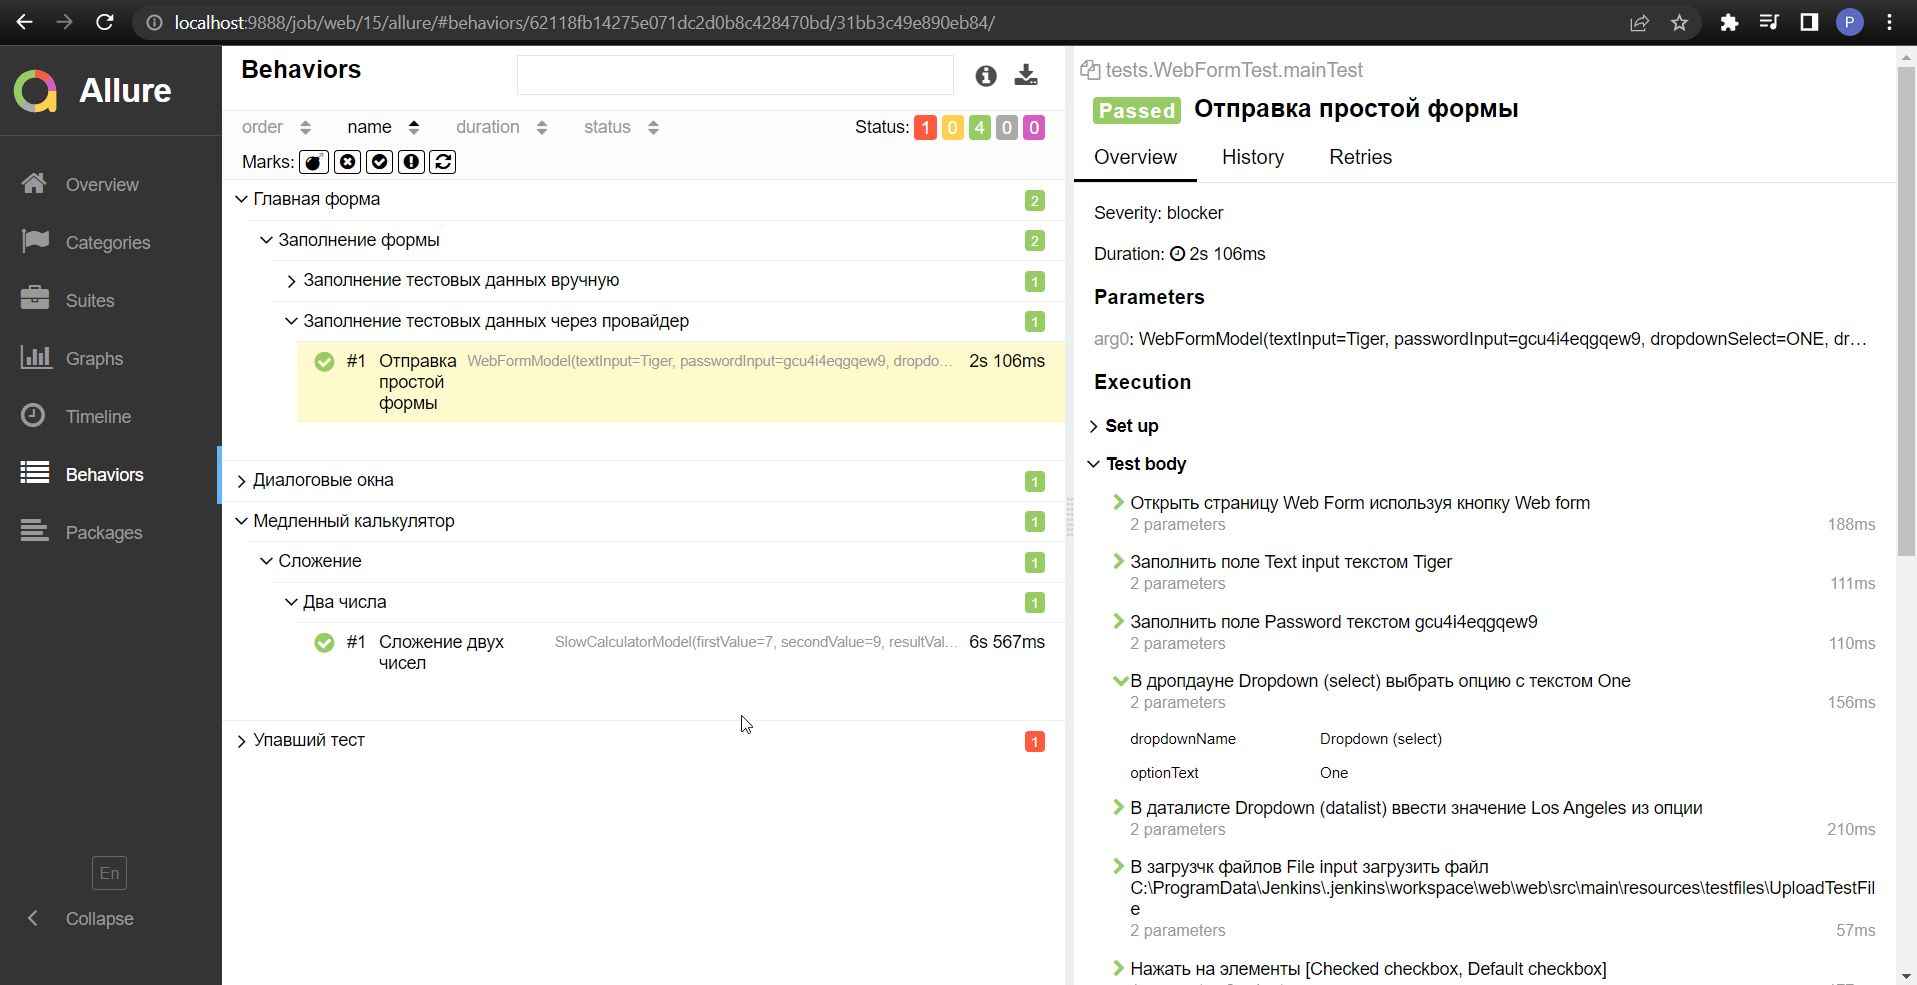 localhost:9888/job/web/15/allure/#behaviors/62118fb14275e071dc2d0b8c428470bd/31bb3c49e890eb84/
P
Allure
Overview
Categories
Suites
Graphs
Timeline
Behaviors
Packages
En
Collapse
Behaviors
order name duration status Status: 1 0 4 0 0
Marks:
Главная форма 2
Заполнение формы 2
Заполнение тестовых данных вручную 1
Заполнение тестовых данных через провайдер 1
#1 Отправка WebFormModel(textInput=Tiger, passwordInput=gcu4i4eqgqew9, dropdo... 2s 106ms
простой
формы
Диалоговые окна 1
Медленный калькулятор 1
Сложение 1
Два числа 1
#1 Сложение двух SlowCalculatorModel(firstValue=7, secondValue=9, resultVal... 6s 567ms
чисел
Упавший тест 1
tests.WebFormTest.mainTest
Passed Отправка простой формы
Overview History Retries
Severity: blocker
Duration: 2s 106ms
Parameters
arg0: WebFormModel(textInput=Tiger, passwordInput=gcu4i4eqgqew9, dropdownSelect=ONE, dr...
Execution
Set up
Test body
Открыть страницу Web Form используя кнопку Web form
2 parameters 188ms
Заполнить поле Text input текстом Tiger
2 parameters 111ms
Заполнить поле Password текстом gcu4i4eqgqew9
2 parameters 110ms
В дропдауне Dropdown (select) выбрать опцию с текстом One
2 parameters 156ms
dropdownName Dropdown (select)
optionText One
В даталисте Dropdown (datalist) ввести значение Los Angeles из опции
2 parameters 210ms
В загрузчк файлов File input загрузить файл
C:\ProgramData\Jenkins\.jenkins\workspace\web\web\src\main\resources\testfiles\UploadTestFil
e
2 parameters 57ms
Нажать на элементы [Checked checkbox, Default checkbox]